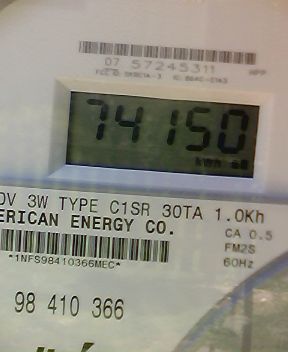 07 57245311
74150
kWh
0V 3W TYPE C1SR 30TA 1.0Kh
ERICAN ENERGY CO.
CA 0.5
FM2S
60Hz
*1NFS98410366MEC*
98 410 366